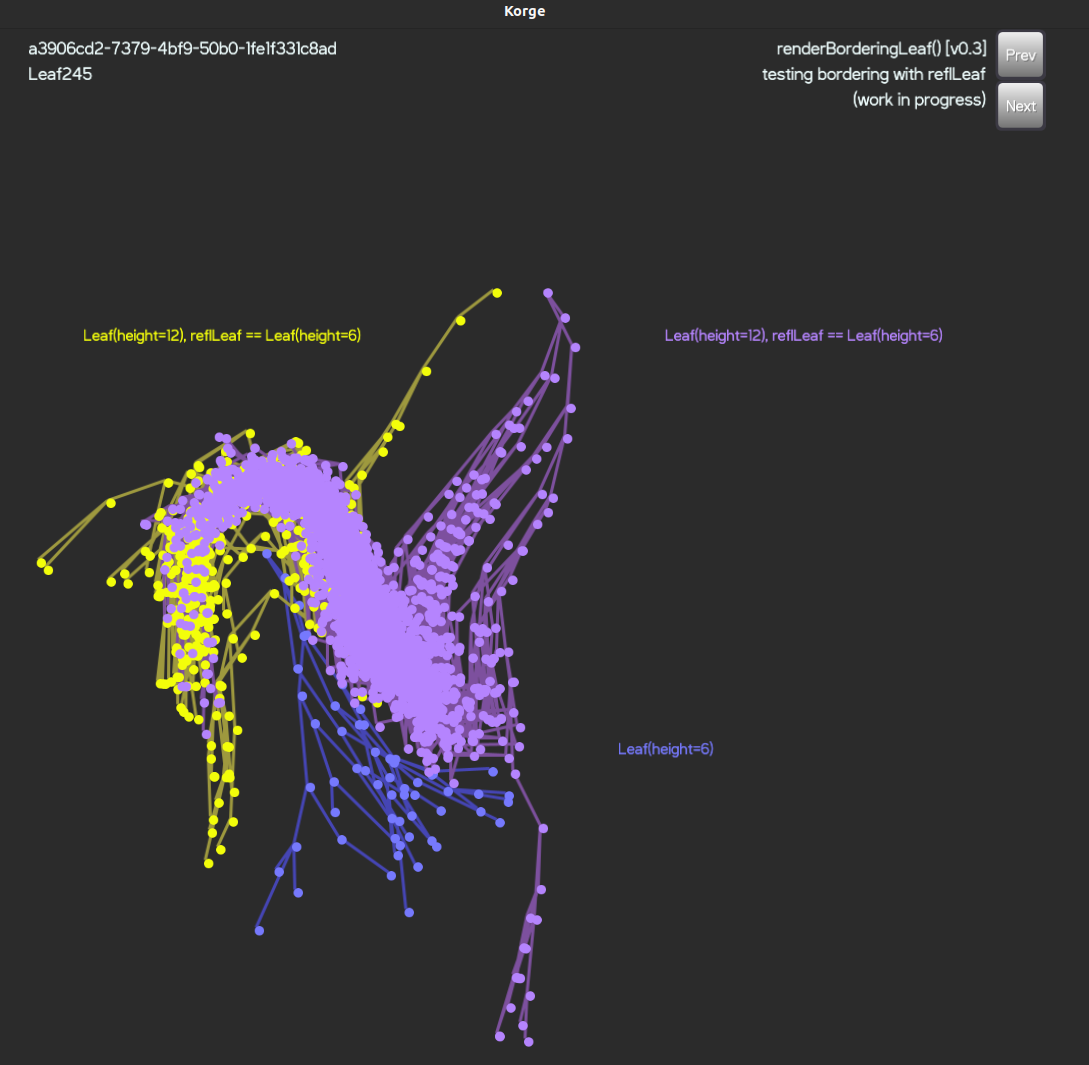 Korge
a3906cd2-7379-4bf9-50b0-1fe1f331c8ad
Leaf245
renderBorderingLeaf() [v0.3]
testing bordering with reflLeaf
(work in progress)
Prev
Next
Leaf(height=12), reflLeaf == Leaf(height=6)
Leaf(height=12), reflLeaf == Leaf(height=6)
Leaf(height=6)